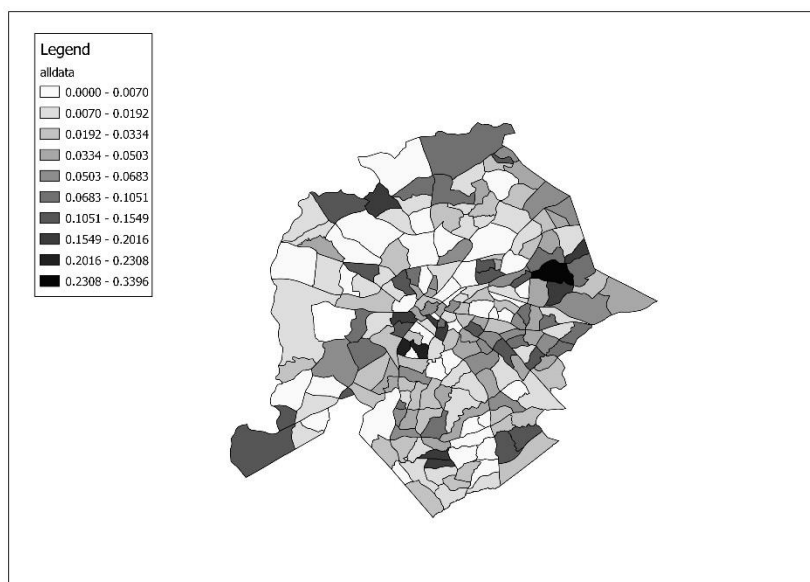 Legend
alldata
0.0000 - 0.0070
0.0070 - 0.0192
0.0192 - 0.0334
0.0334 - 0.0503
0.0503 - 0.0683
0.0683 - 0.1051
0.1051 - 0.1549
0.1549 - 0.2016
0.2016 - 0.2308
0.2308 - 0.3396